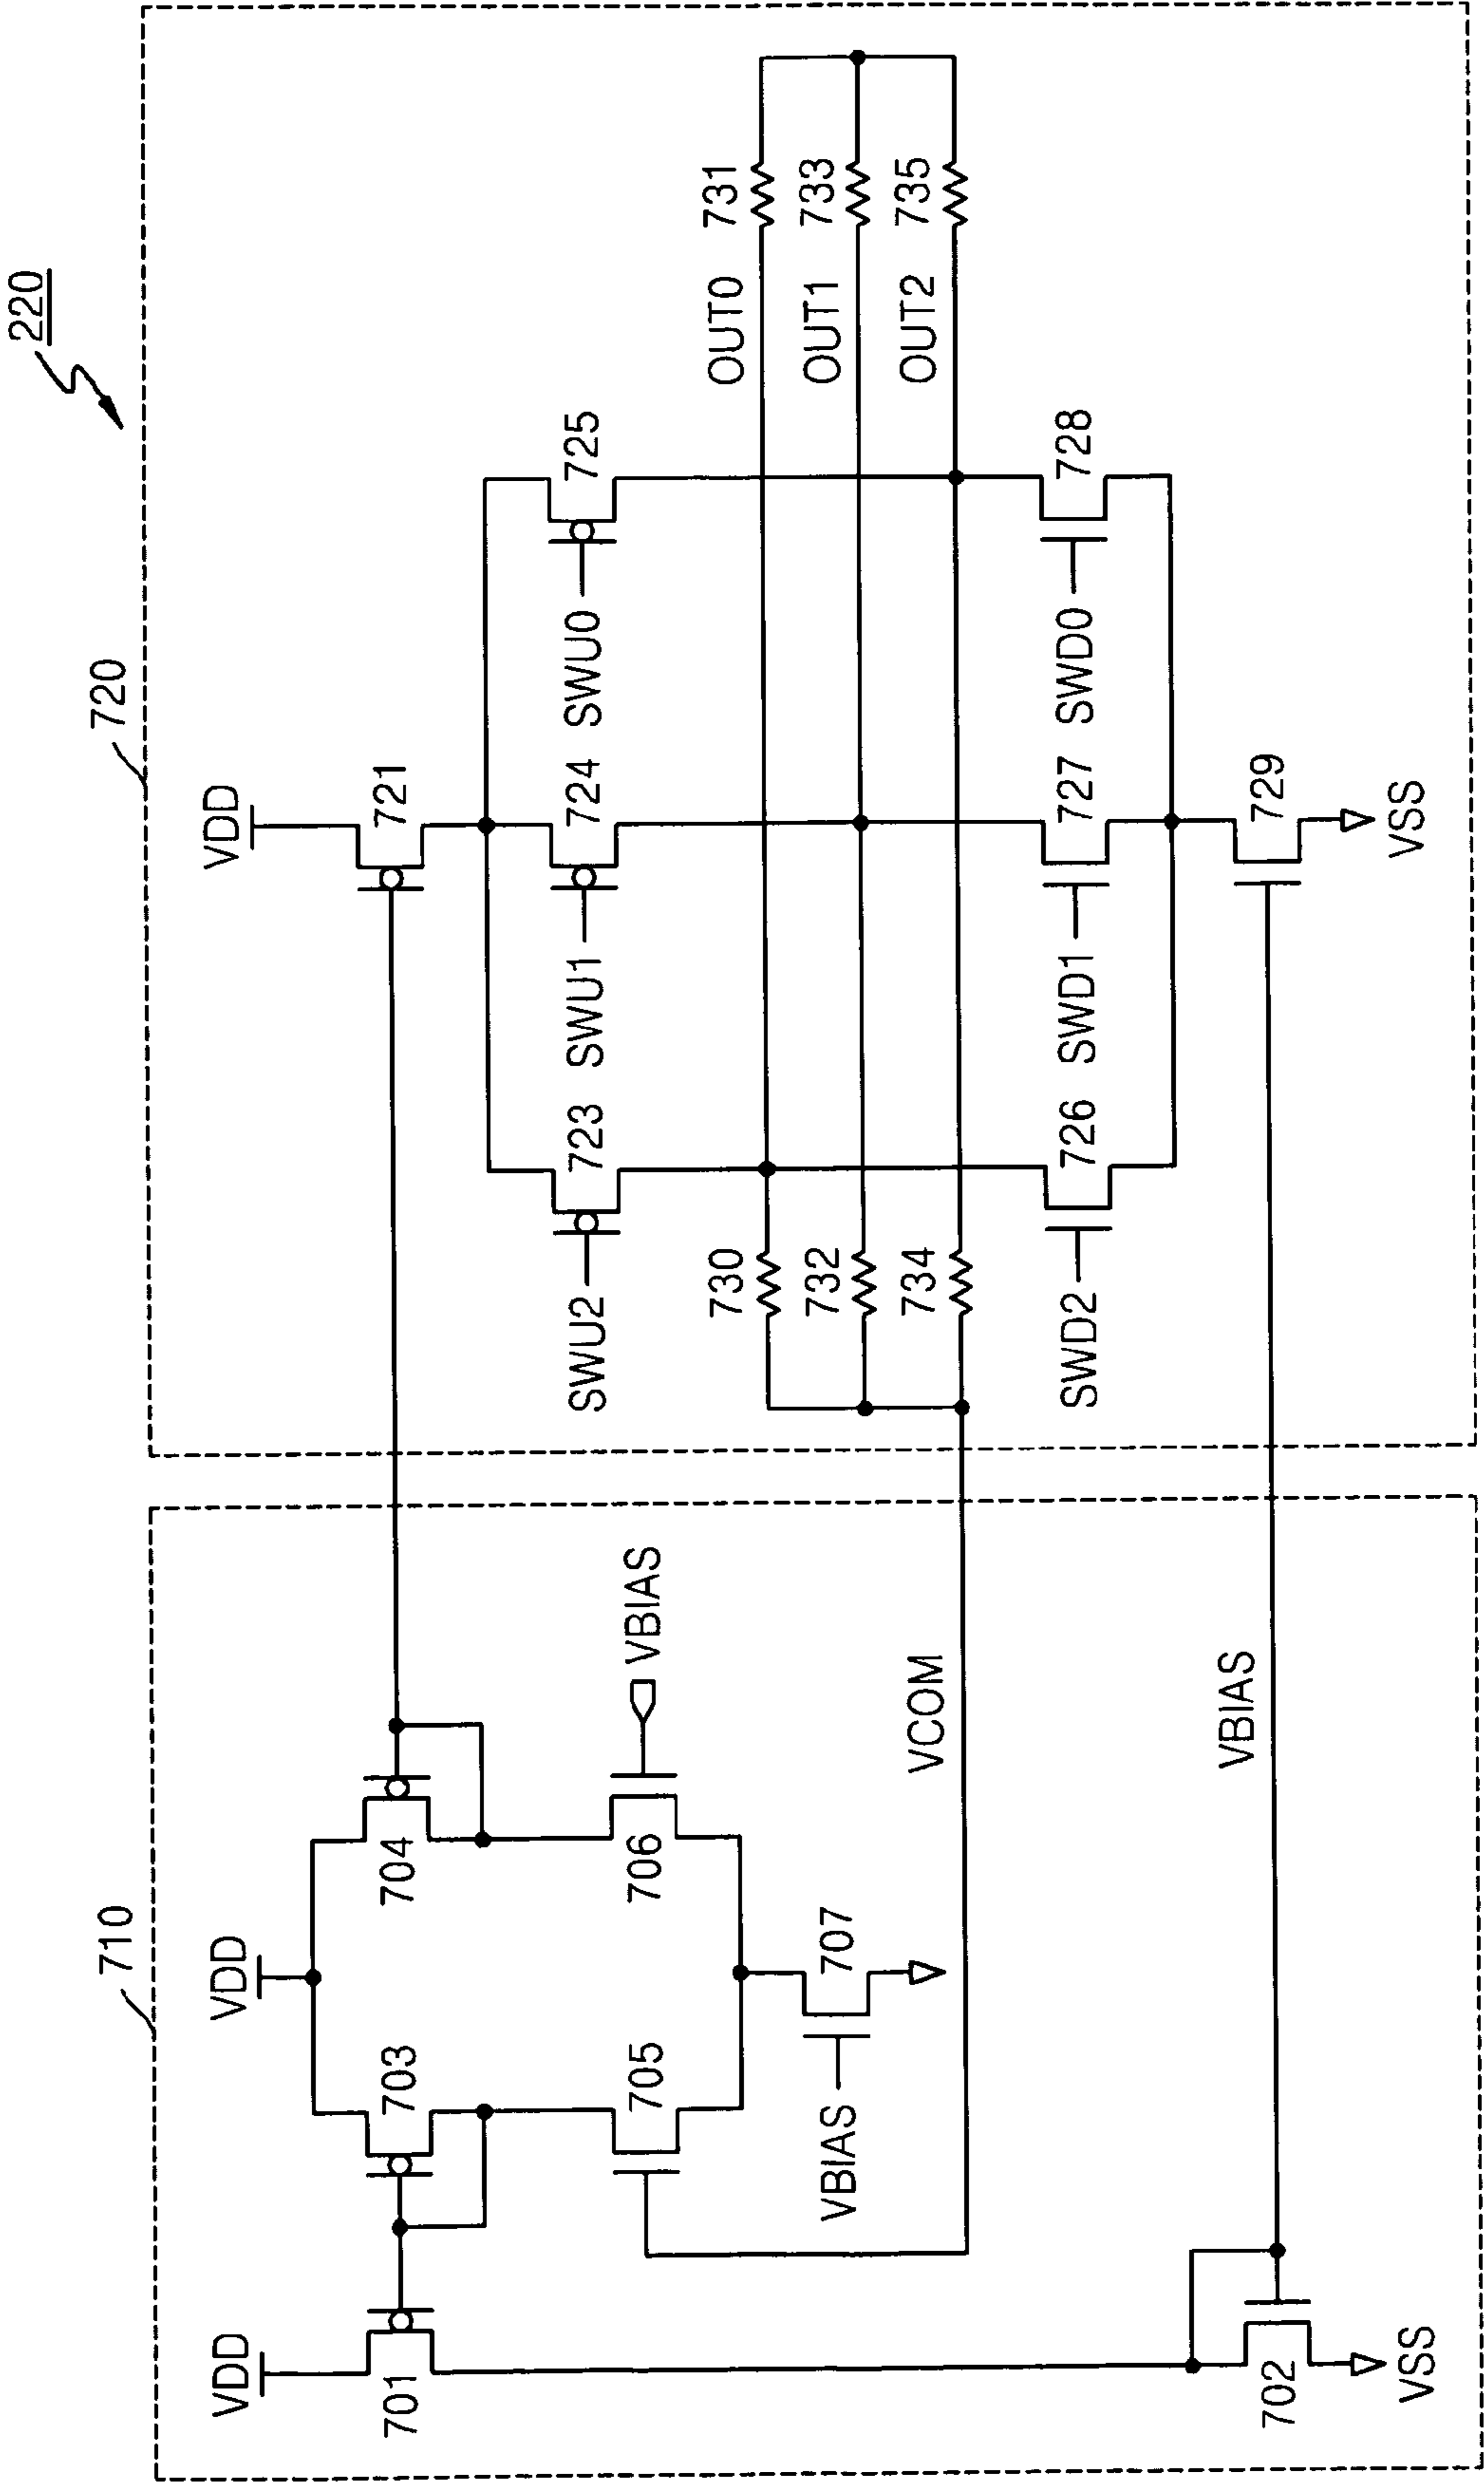 220
710
720
VDD
VDD
VDD
701
703
704
721
SWU2
723
SWU1
724
SWU0
725
705
706
VBIAS
730
OUT0
731
732
OUT1
733
734
OUT2
735
VBIAS
707
VCOM
SWD2
726
SWD1
727
SWD0
728
VBIAS
702
729
VSS
VSS